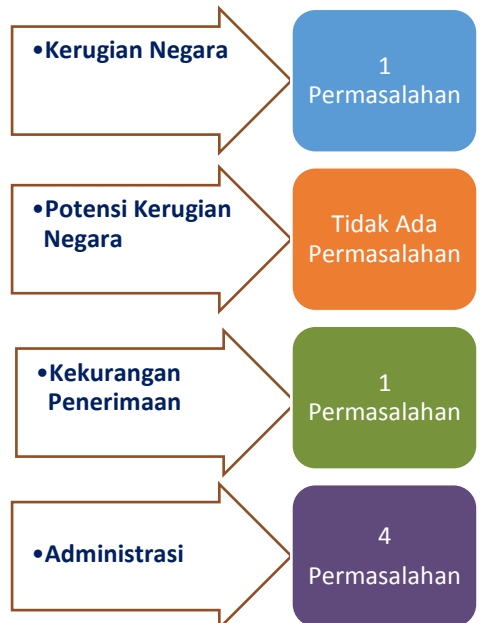 •Kerugian Negara
1
Permasalahan
•Potensi Kerugian
Negara
Tidak Ada
Permasalahan
•Kekurangan
Penerimaan
1
Permasalahan
•Administrasi
4
Permasalahan